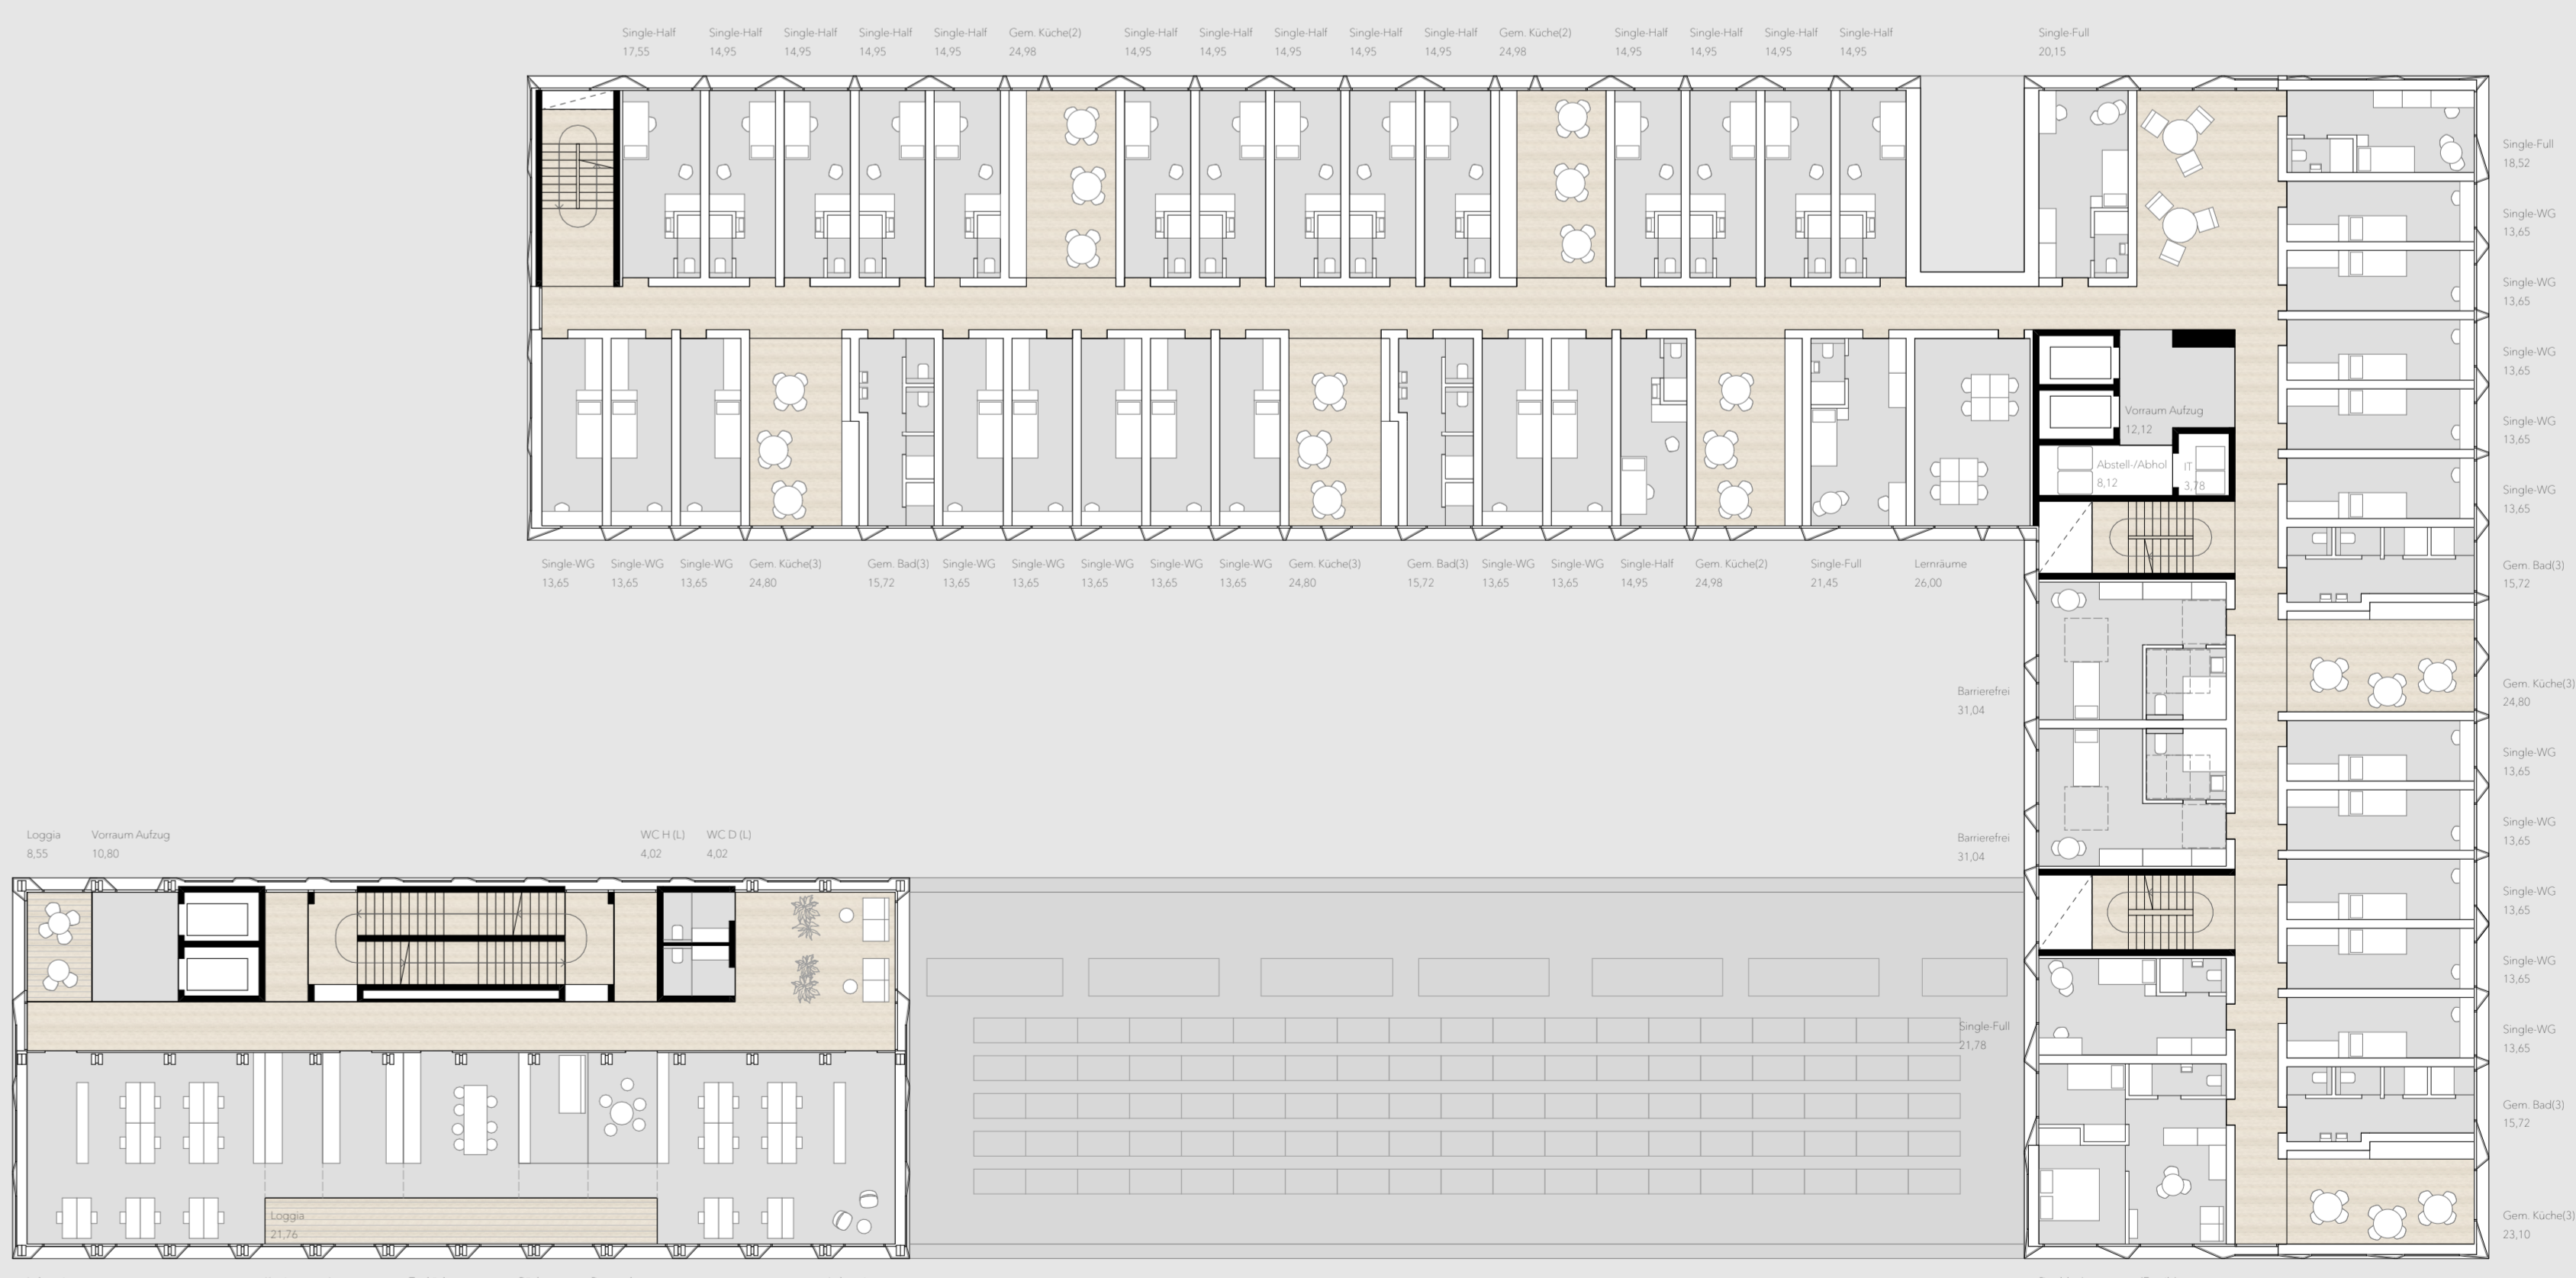 Single-Half
17,55
Single-Half
14,95
Single-Half
14,95
Single-Half
14,95
Single-Half
14,95
Gem. Küche(2)
24,98
Single-Half
14,95
Single-Half
14,95
Single-Half
14,95
Single-Half
14,95
Single-Half
14,95
Gem. Küche(2)
24,98
Single-Half
14,95
Single-Half
14,95
Single-Half
14,95
Single-Half
14,95
Single-Full
20,15
Single-Full
18,52
Single-WG
13,65
Single-WG
13,65
Single-WG
13,65
Single-WG
13,65
Single-WG
13,65
Vorraum Aufzug
12,12
Abstell-/Abhol
8,12
IT
3,78
Single-WG
13,65
Single-WG
13,65
Single-WG
13,65
Gem. Küche(3)
24,80
Gem. Bad(3)
15,72
Single-WG
13,65
Single-WG
13,65
Single-WG
13,65
Single-WG
13,65
Single-WG
13,65
Gem. Küche(3)
24,80
Gem. Bad(3)
15,72
Single-WG
13,65
Single-WG
13,65
Single-Half
14,95
Gem. Küche(2)
24,98
Single-Full
21,45
Lernräume
26,00
Gem. Bad(3)
15,72
Gem. Küche(3)
24,80
Barrierefrei
31,04
Single-WG
13,65
Single-WG
13,65
Barrierefrei
31,04
Single-WG
13,65
Single-WG
13,65
Single-WG
13,65
Single-Full
21,78
Gem. Bad(3)
15,72
Gem. Küche(3)
23,10
Loggia
8,55
Vorraum Aufzug
10,80
WC H (L)
4,02
WC D (L)
4,02
Loggia
21,76